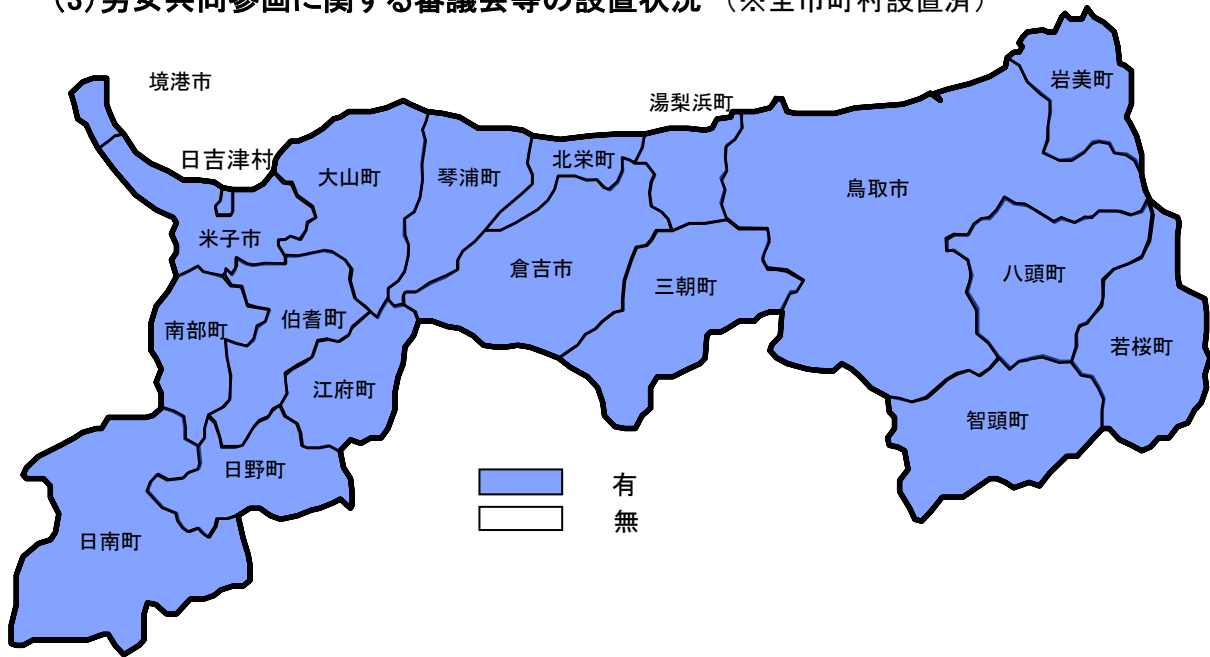 (3)男女共同参画に関する審議会等の設置状況 (※全市町村設置済)
境港市
岩美町
湯梨浜町
日吉津村
大山町
琴浦町
北栄町
鳥取市
米子市
倉吉市
三朝町
八頭町
南部町
伯耆町
若桜町
江府町
智頭町
日野町
有
無
日南町